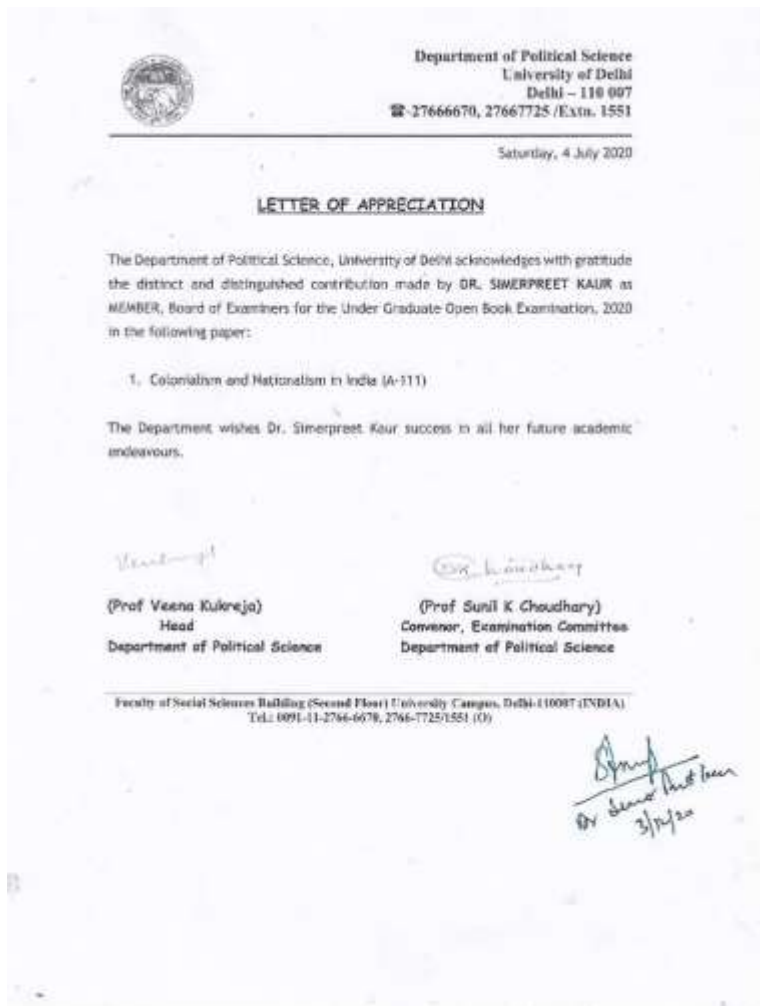 Department of Political Science
University of Delhi
Delhi – 110 007
☎-27666670, 27667725 /Extn. 1551
Saturday, 4 July 2020
LETTER OF APPRECIATION
The Department of Political Science, University of Delhi acknowledges with gratitude
the distinct and distinguished contribution made by DR. SIMERPREET KAUR as
MEMBER, Board of Examiners for the Under Graduate Open Book Examination, 2020
in the following paper:
1. Colonialism and Nationalism in India (A-111)
The Department wishes Dr. Simerpreet Kaur success in all her future academic
endeavours.
(Prof Veena Kukreja)
Head
Department of Political Science
(Prof Sunil K Choudhary)
Convenor, Examination Committee
Department of Political Science
Faculty of Social Sciences Building (Second Floor) University Campus, Delhi-110007 (INDIA)
Tel.: 0091-11-2766-6670, 2766-7725/1551 (O)
Dr
3/12/20